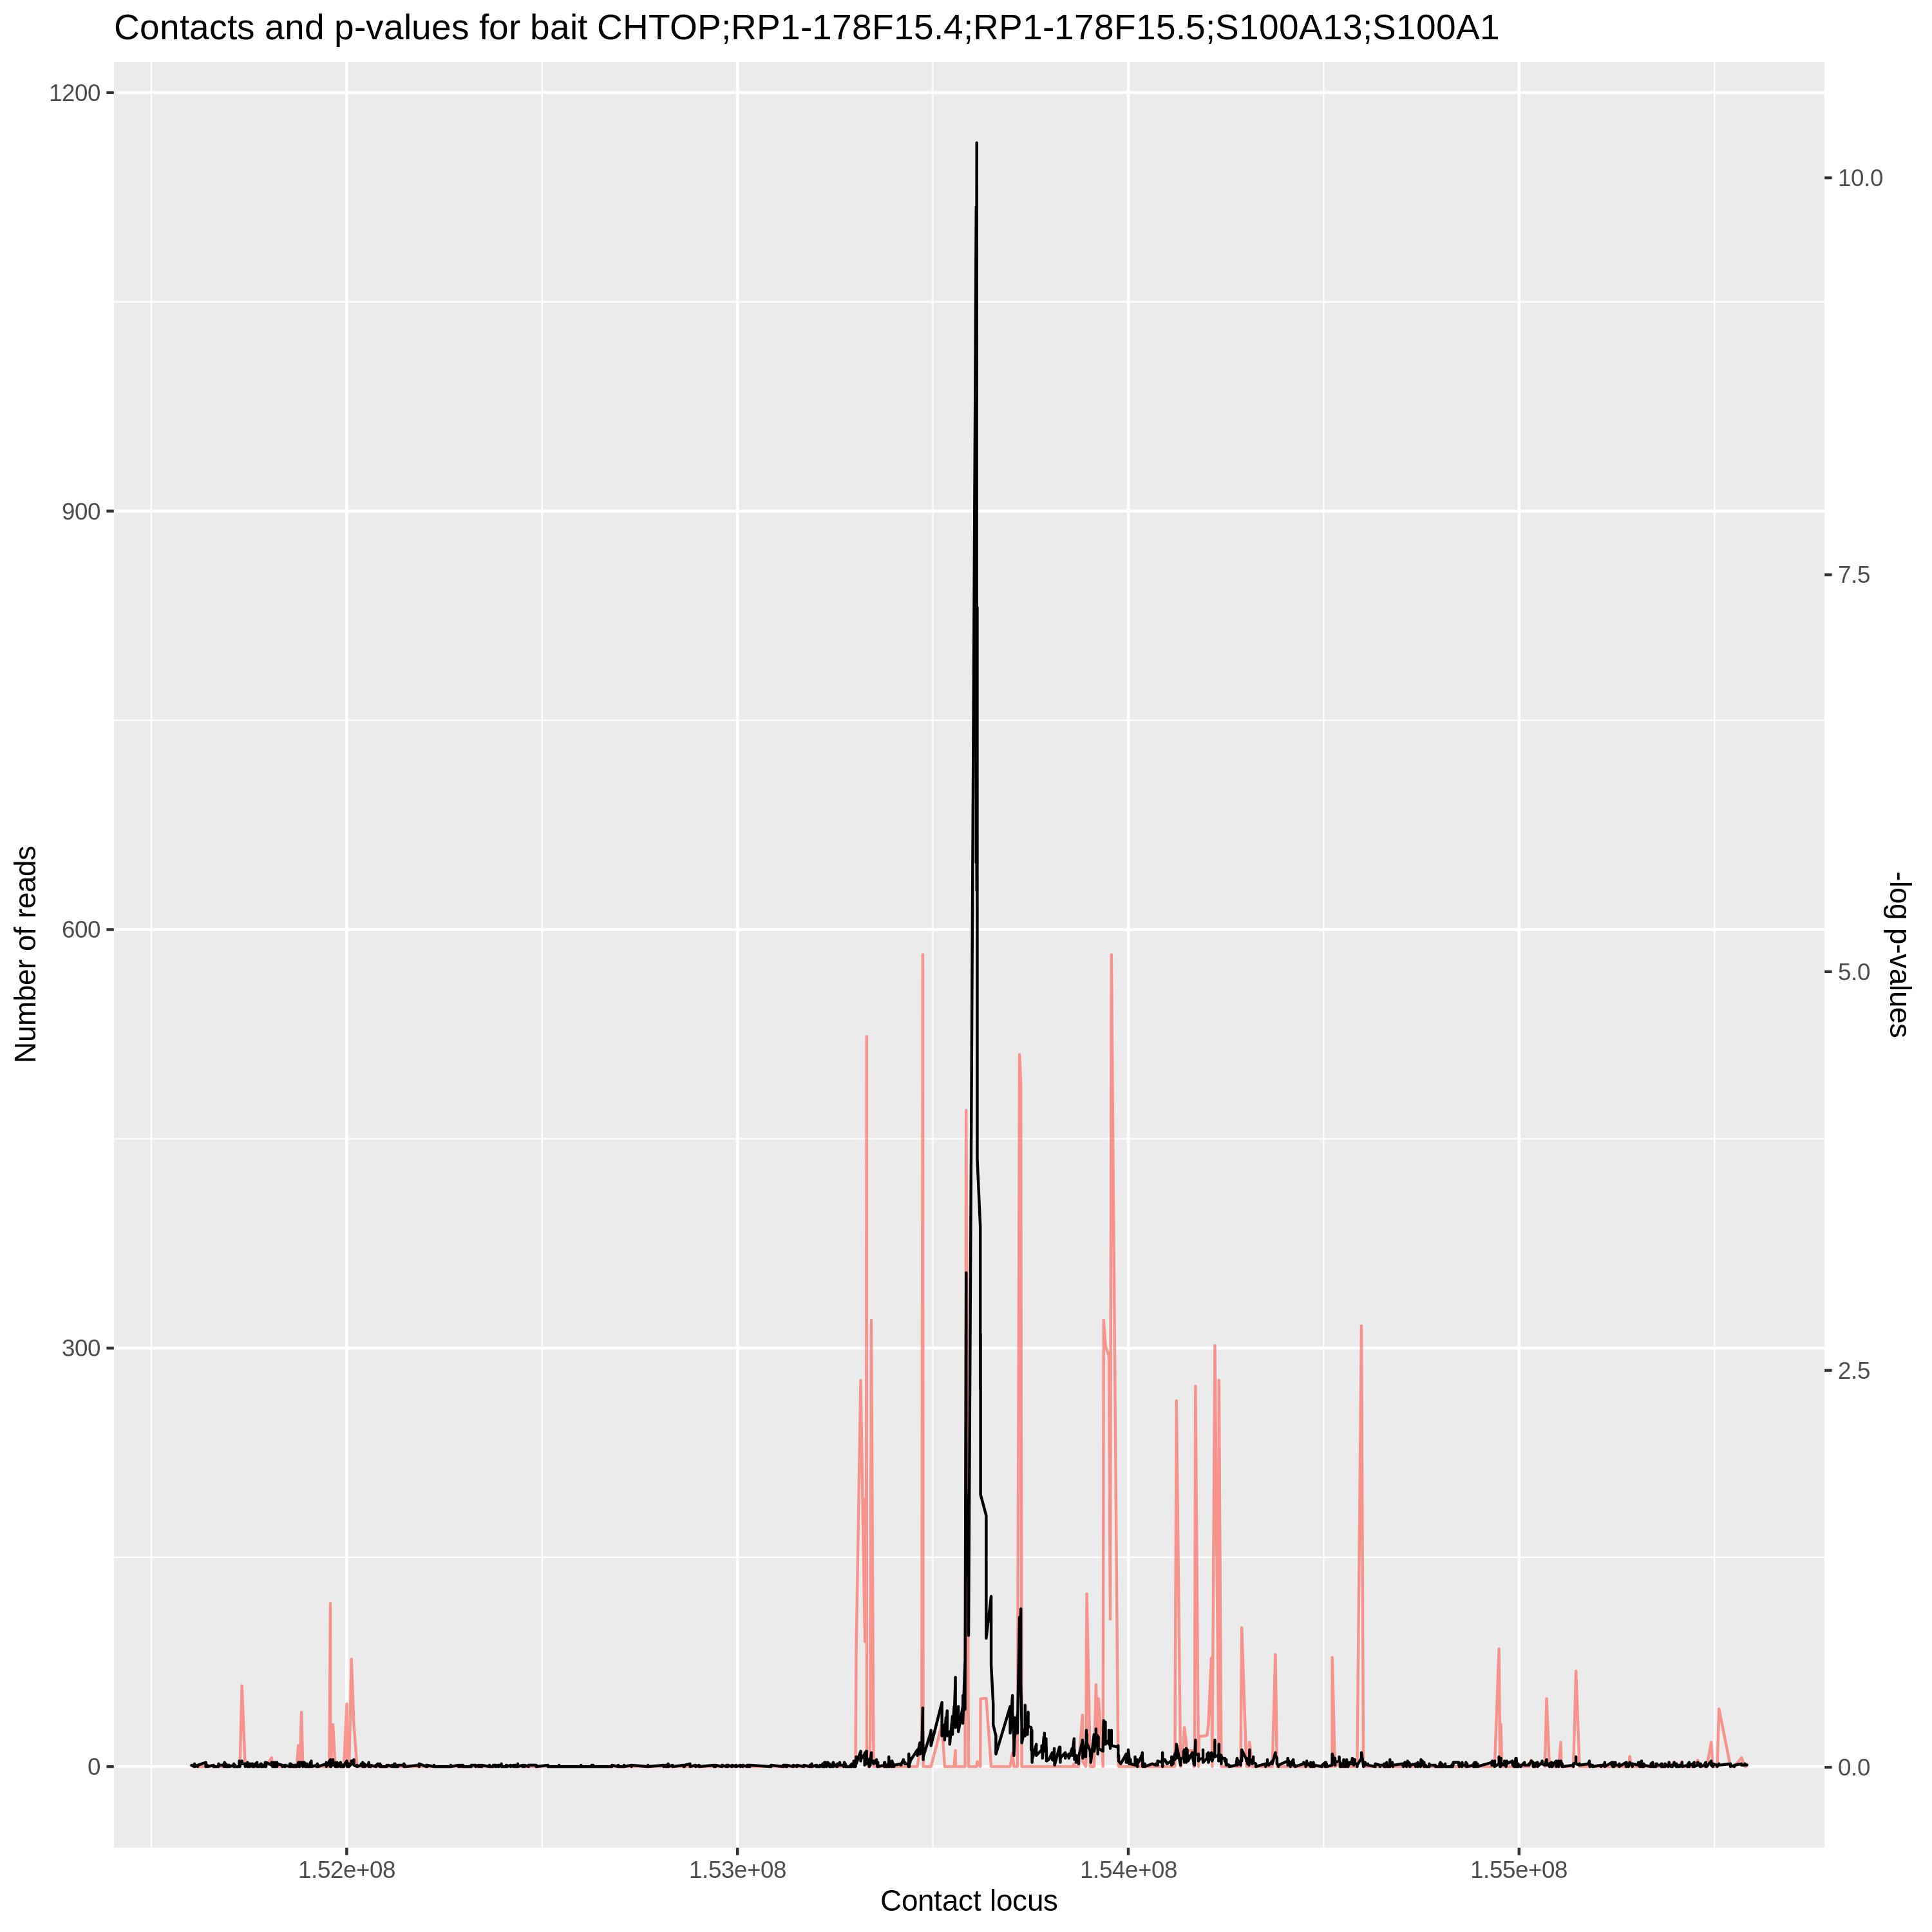 Contacts and p-values for bait CHTOP;RP1-178F15.4;RP1-178F15.5;S100A13;S100A1
1200
900
600
300
0
Number of reads
10.0
7.5
5.0
2.5
0.0
-log p-values
1.52e+08
1.53e+08
1.54e+08
1.55e+08
Contact locus